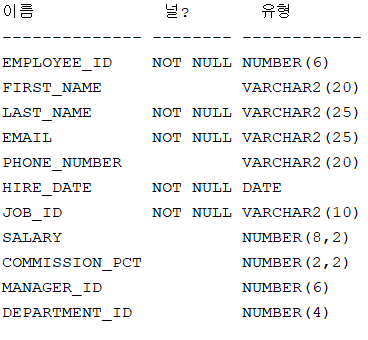 이름             널?       유형
-------------- -------- ------------
EMPLOYEE_ID    NOT NULL NUMBER(6)
FIRST_NAME              VARCHAR2(20)
LAST_NAME      NOT NULL VARCHAR2(25)
EMAIL          NOT NULL VARCHAR2(25)
PHONE_NUMBER            VARCHAR2(20)
HIRE_DATE      NOT NULL DATE
JOB_ID         NOT NULL VARCHAR2(10)
SALARY                  NUMBER(8,2)
COMMISSION_PCT          NUMBER(2,2)
MANAGER_ID              NUMBER(6)
DEPARTMENT_ID           NUMBER(4)